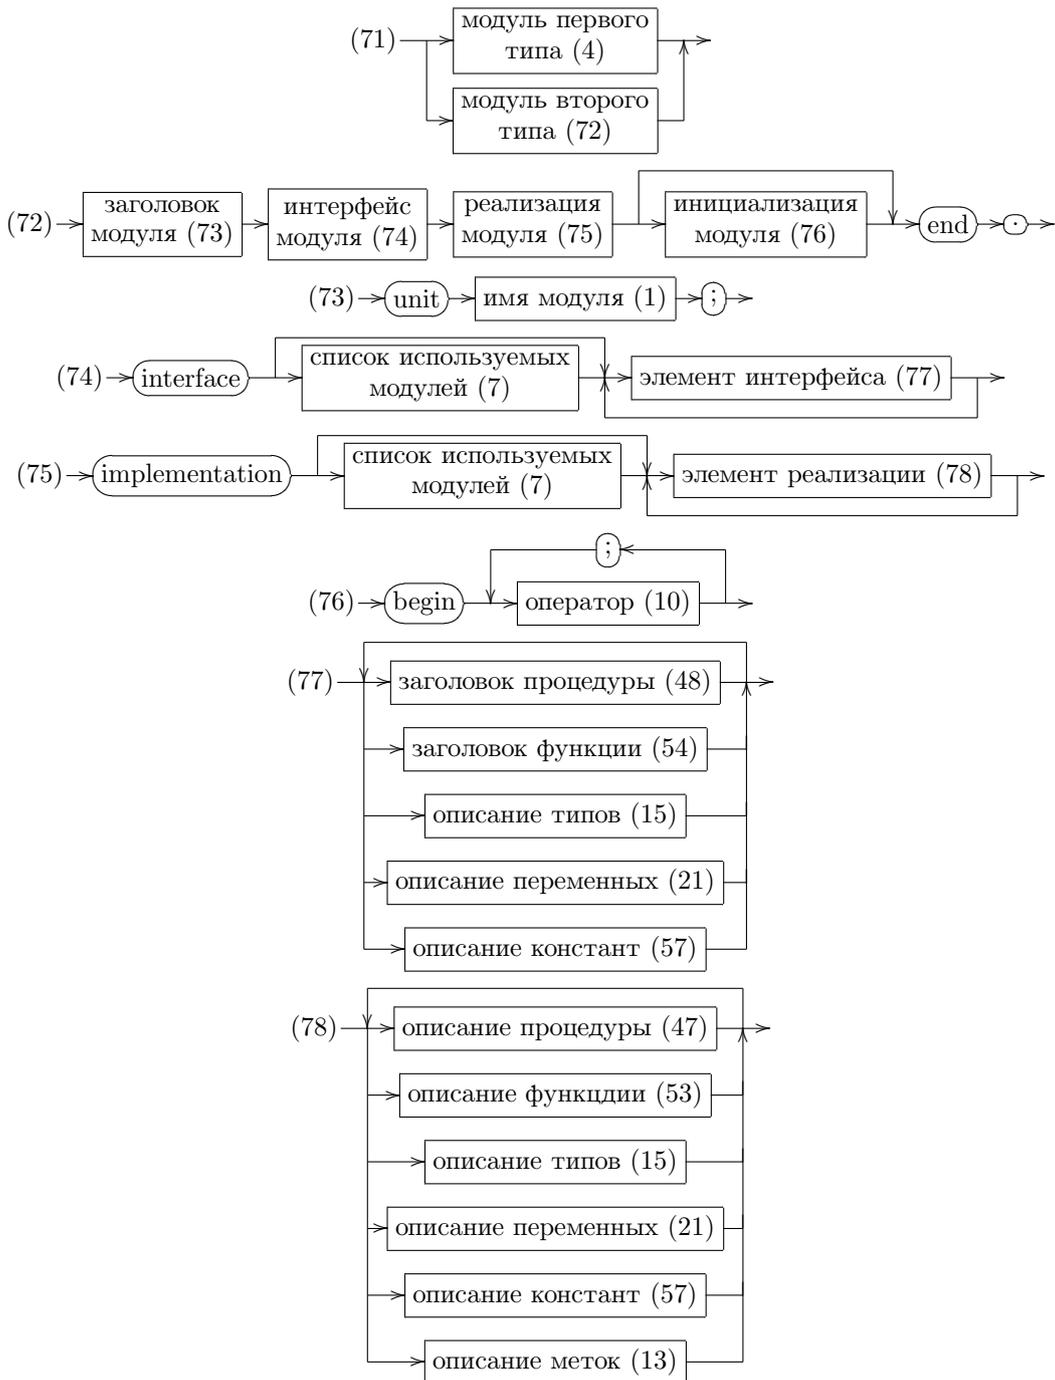 (71) модуль первого
типа (4)
модуль второго
типа (72)
(72) заголовок интерфейс реализация инициализация end .
модуля (73) модуля (74) модуля (75) модуля (76)
(73) unit имя модуля (1) ;
(74) interface список используемых элемент интерфейса (77)
модулей (7)
(75) implementation список используемых элемент реализации (78)
модулей (7)
;
(76) begin оператор (10)
(77) заголовок процедуры (48)
заголовок функции (54)
описание типов (15)
описание переменных (21)
описание констант (57)
(78) описание процедуры (47)
описание функцдии (53)
описание типов (15)
описание переменных (21)
описание констант (57)
описание меток (13)